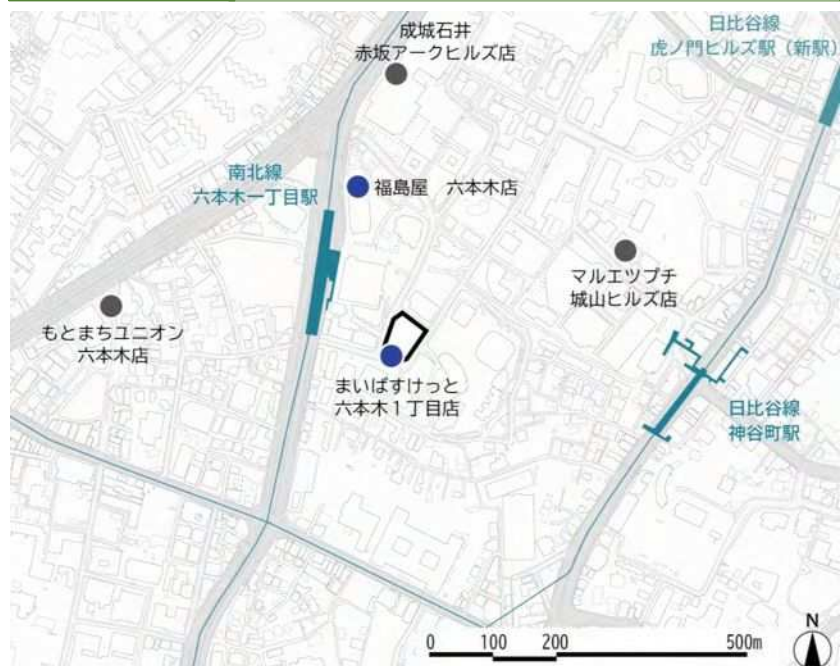 成城石井
赤坂アークヒルズ店
日比谷線
虎ノ門ヒルズ駅（新駅）
南北線
六本木一丁目駅
福島屋　六本木店
マルエツプチ
城山ヒルズ店
もとまちユニオン
六本木店
まいばすけっと
六本木１丁目店
日比谷線
神谷町駅
0 100 200 500m
N